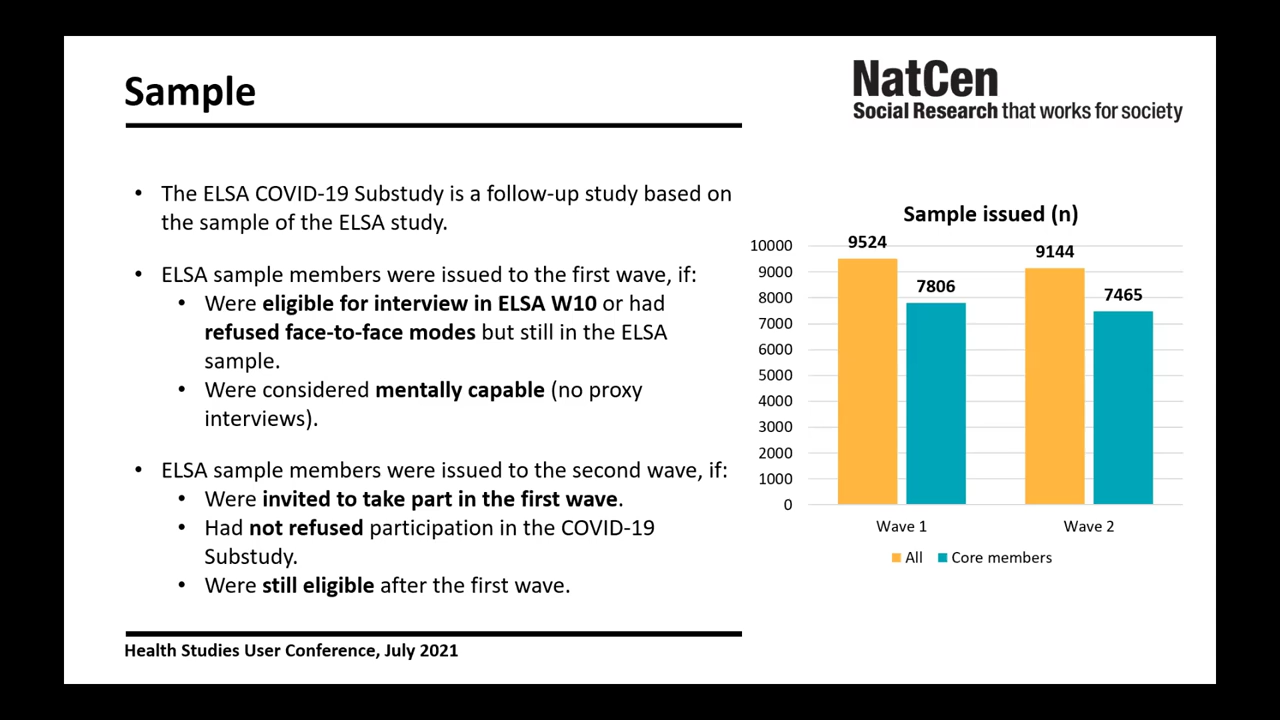 Sample
NatCen
Social Research that works for society
• The ELSA COVID-19 Substudy is a follow-up study based on
the sample of the ELSA study.
• ELSA sample members were issued to the first wave, if:
• Were eligible for interview in ELSA W10 or had
refused face-to-face modes but still in the ELSA
sample.
• Were considered mentally capable (no proxy
interviews).
• ELSA sample members were issued to the second wave, if:
• Were invited to take part in the first wave.
• Had not refused participation in the COVID-19
Substudy.
• Were still eligible after the first wave.
Sample issued (n)
10000
9000
8000
7000
6000
5000
4000
3000
2000
1000
0
9524
7806
9144
7465
Wave 1
Wave 2
All
Core members
Health Studies User Conference, July 2021